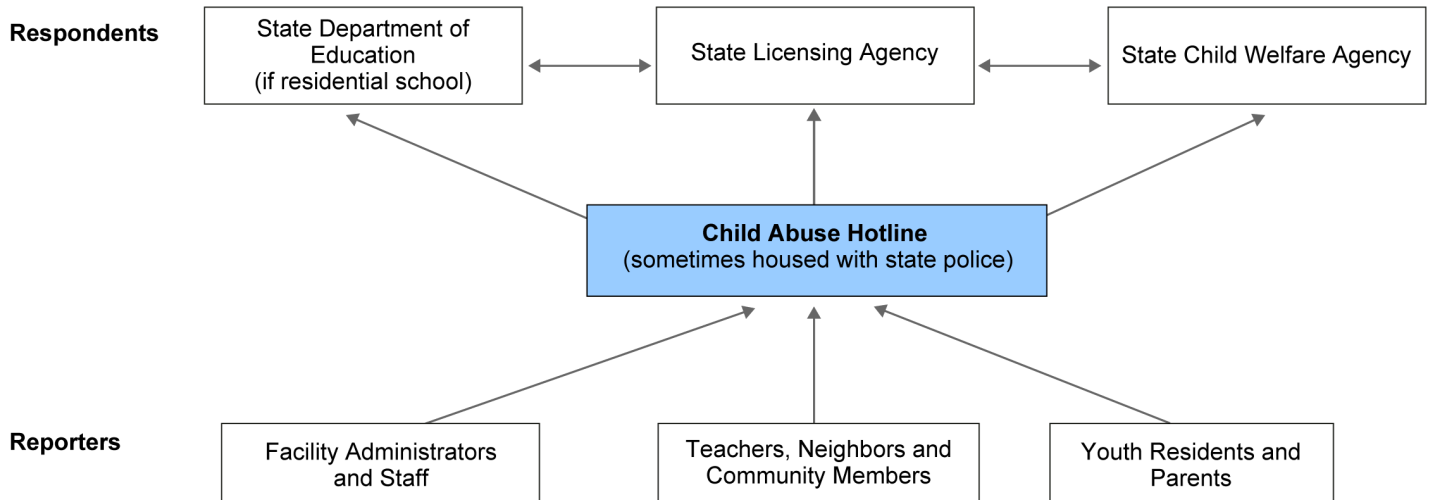 Respondents
State Department of
Education
(if residential school)
State Licensing Agency
State Child Welfare Agency
Child Abuse Hotline
(sometimes housed with state police)
Reporters
Facility Administrators
and Staff
Teachers, Neighbors and
Community Members
Youth Residents and
Parents